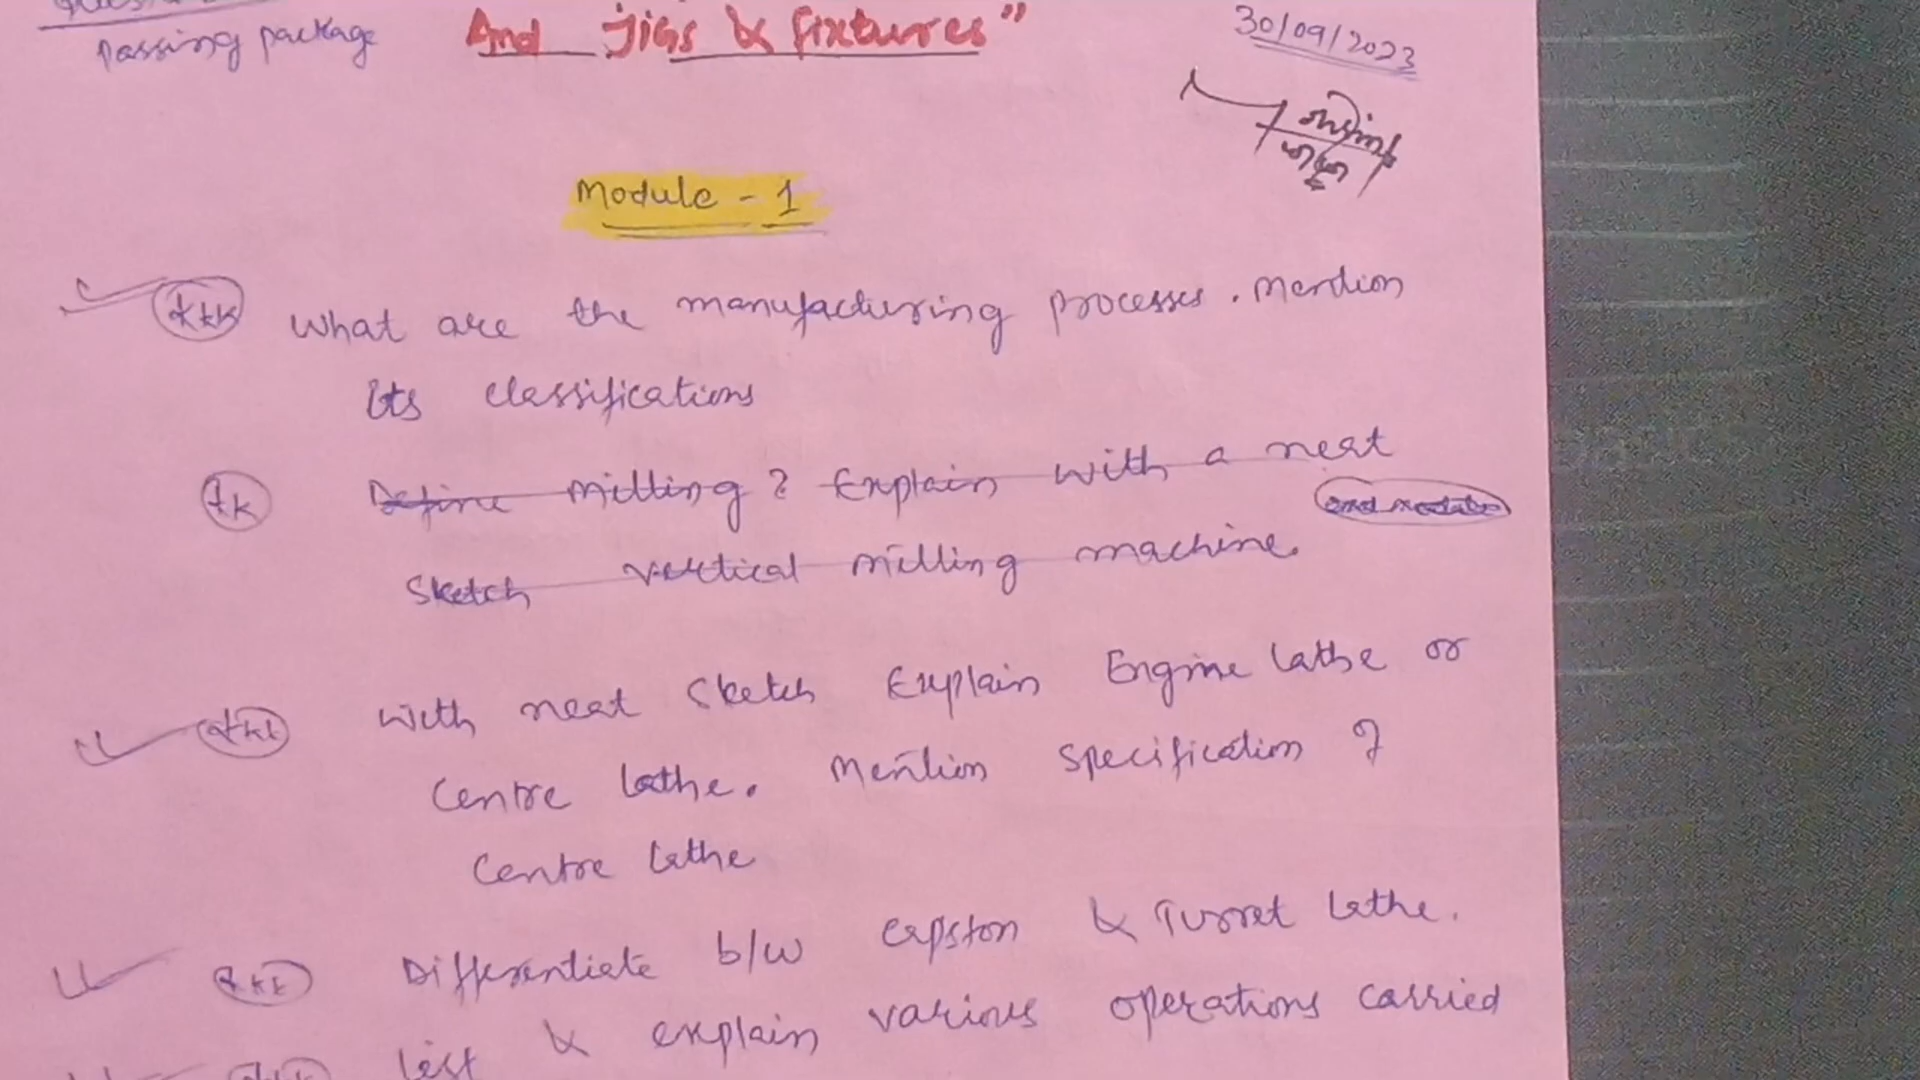 Passing package And Jigs & fixtures" 30/09/2023
Module - 1
*** What are the manufacturing processes. Mention
its classifications
** Define milling? Explain with a neat
2nd module
Sketch vertical milling machine.
*** With neat sketch Explain Engine lathe or
Centre lathe. Mention specification of
Centre lathe
*** Differentiate b/w capston & Turret lathe.
*** List & explain various operations carried